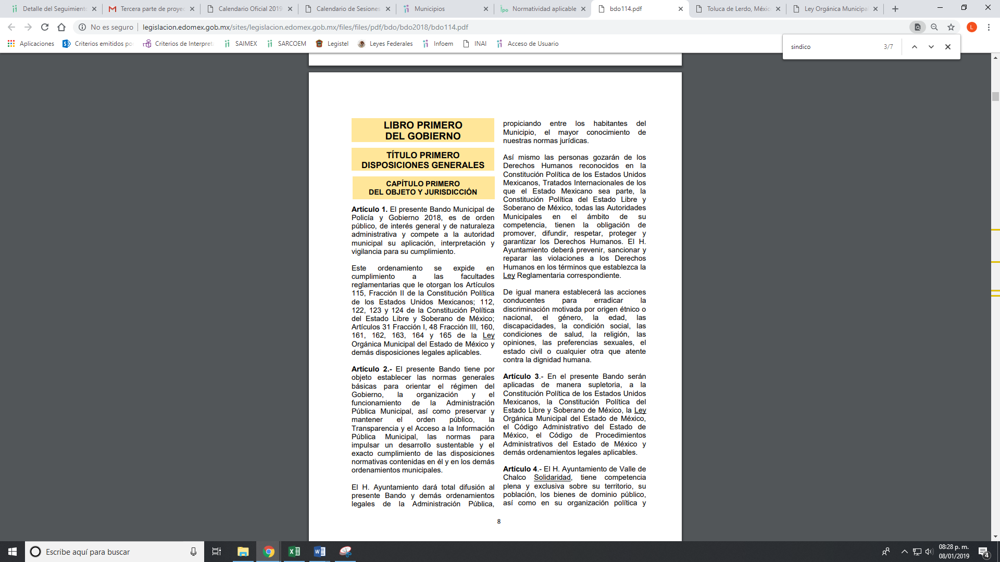 Detalle del Seguimiento
Tercera parte de proyec
Calendario Oficial 2019
Calendario de Sesiones
Municipios
Normatividad aplicable
bdo114.pdf
Toluca de Lerdo, Méxic
Ley Orgánica Municipal
No es seguro
legislacion.edomex.gob.mx/sites/legislacion.edomex.gob.mx/files/files/pdf/bdo/bdo2018/bdo114.pdf
L
Aplicaciones
Criterios emitidos po
Criterios de Interpret
SAIMEX
SARCOEM
Legistel
Leyes Federales
Infoem
INAI
Acceso de Usuario
sindico
3/7
LIBRO PRIMERO
DEL GOBIERNO
TÍTULO PRIMERO
DISPOSICIONES GENERALES
CAPÍTULO PRIMERO
DEL OBJETO Y JURISDICCIÓN
Artículo 1. El presente Bando Municipal de
Policía y Gobierno 2018, es de orden
público, de interés general y de naturaleza
administrativa y compete a la autoridad
municipal su aplicación, interpretación y
vigilancia para su cumplimiento.
Este ordenamiento se expide en
cumplimiento a las facultades
reglamentarias que le otorgan los Artículos
115, Fracción II de la Constitución Política
de los Estados Unidos Mexicanos; 112,
122, 123 y 124 de la Constitución Política
del Estado Libre y Soberano de México;
Artículos 31 Fracción I, 48 Fracción III, 160,
161, 162, 163, 164 y 165 de la Ley
Orgánica Municipal del Estado de México y
demás disposiciones legales aplicables.
Artículo 2.- El presente Bando tiene por
objeto establecer las normas generales
básicas para orientar el régimen del
Gobierno, la organización y el
funcionamiento de la Administración
Pública Municipal, así como preservar y
mantener el orden público, la
Transparencia y el Acceso a la Información
Pública Municipal, las normas para
impulsar un desarrollo sustentable y el
exacto cumplimiento de las disposiciones
normativas contenidas en él y en los demás
ordenamientos municipales.
El H. Ayuntamiento dará total difusión al
presente Bando y demás ordenamientos
legales de la Administración Pública,
propiciando entre los habitantes del
Municipio, el mayor conocimiento de
nuestras normas jurídicas.
Así mismo las personas gozarán de los
Derechos Humanos reconocidos en la
Constitución Política de los Estados Unidos
Mexicanos, Tratados Internacionales de los
que el Estado Mexicano sea parte, la
Constitución Política del Estado Libre y
Soberano de México, todas las Autoridades
Municipales en el ámbito de su
competencia, tienen la obligación de
promover, difundir, respetar, proteger y
garantizar los Derechos Humanos. El H.
Ayuntamiento deberá prevenir, sancionar y
reparar las violaciones a los Derechos
Humanos en los términos que establezca la
Ley Reglamentaria correspondiente.
De igual manera establecerá las acciones
conducentes para erradicar la
discriminación motivada por origen étnico o
nacional, el género, la edad, las
discapacidades, la condición social, las
condiciones de salud, la religión, las
opiniones, las preferencias sexuales, el
estado civil o cualquier otra que atente
contra la dignidad humana.
Artículo 3.- En el presente Bando serán
aplicadas de manera supletoria, a la
Constitución Política de los Estados Unidos
Mexicanos, la Constitución Política del
Estado Libre y Soberano de México, la Ley
Orgánica Municipal del Estado de México,
el Código Administrativo del Estado de
México, el Código de Procedimientos
Administrativos del Estado de México y
demás ordenamientos legales aplicables.
Artículo 4.- El H. Ayuntamiento de Valle de
Chalco Solidaridad, tiene competencia
plena y exclusiva sobre su territorio, su
población, los bienes de dominio público,
así como en su organización política y
8
Escribe aquí para buscar
08:28 p. m.
08/01/2019
4